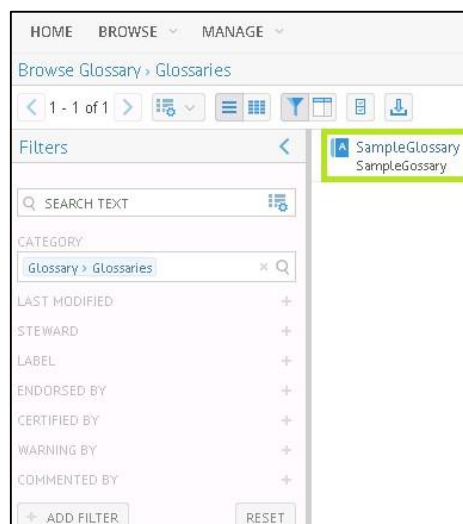 HOME BROWSE MANAGE
Browse Glossary › Glossaries
1 - 1 of 1
Filters
A SampleGlossary
SampleGossary
SEARCH TEXT
CATEGORY
Glossary › Glossaries ×
LAST MODIFIED +
STEWARD +
LABEL +
ENDORSED BY +
CERTIFIED BY +
WARNING BY +
COMMENTED BY +
+ ADD FILTER RESET